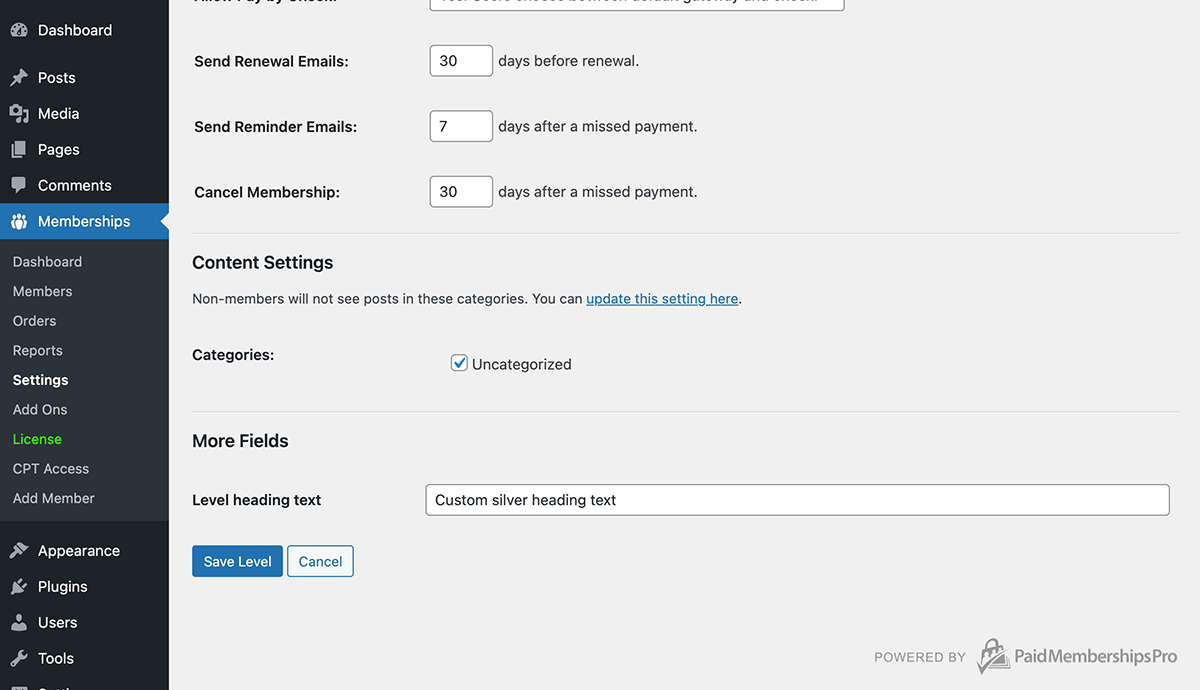 Dashboard
Posts
Media
Pages
Comments
Memberships
Dashboard
Members
Orders
Reports
Settings
Add Ons
License
CPT Access
Add Member
Appearance
Plugins
Users
Tools
Send Renewal Emails: 30 days before renewal.
Send Reminder Emails: 7 days after a missed payment.
Cancel Membership: 30 days after a missed payment.
Content Settings
Non-members will not see posts in these categories. You can update this setting here.
Categories: Uncategorized
More Fields
Level heading text Custom silver heading text
Save Level Cancel
POWERED BY PaidMembershipsPro